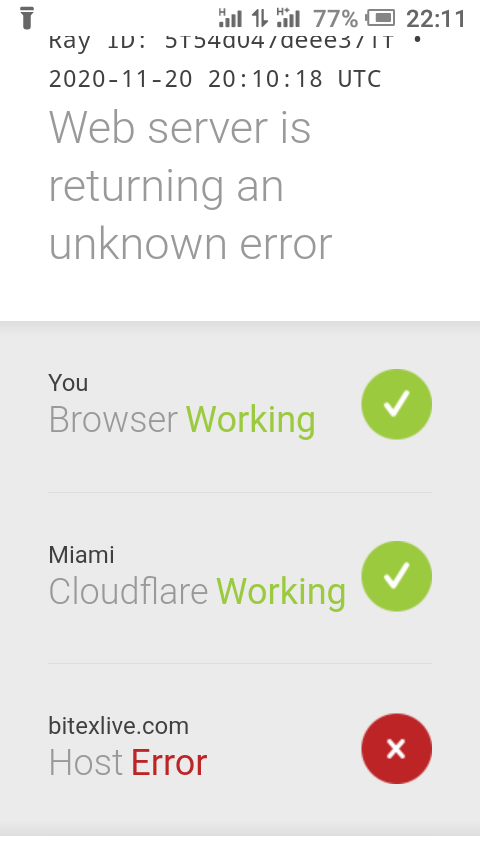 77% 22:11
Ray ID: 5f54d047deee371f •
2020-11-20 20:10:18 UTC
Web server is
returning an
unknown error
You
Browser Working
Miami
Cloudflare Working
bitexlive.com
Host Error